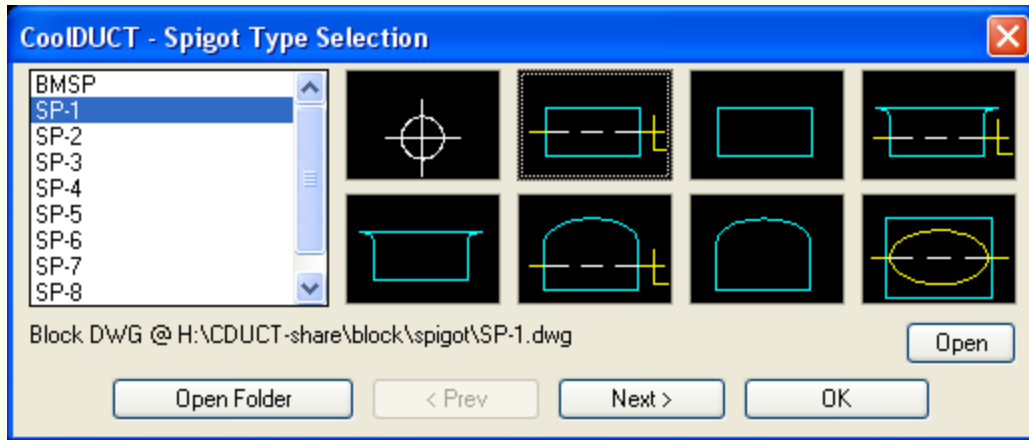 CoolDUCT - Spigot Type Selection
BMSP
SP-1
SP-2
SP-3
SP-4
SP-5
SP-6
SP-7
SP-8
Block DWG @ H:\CDUCT-share\block\spigot\SP-1.dwg
Open
Open Folder
< Prev
Next >
OK